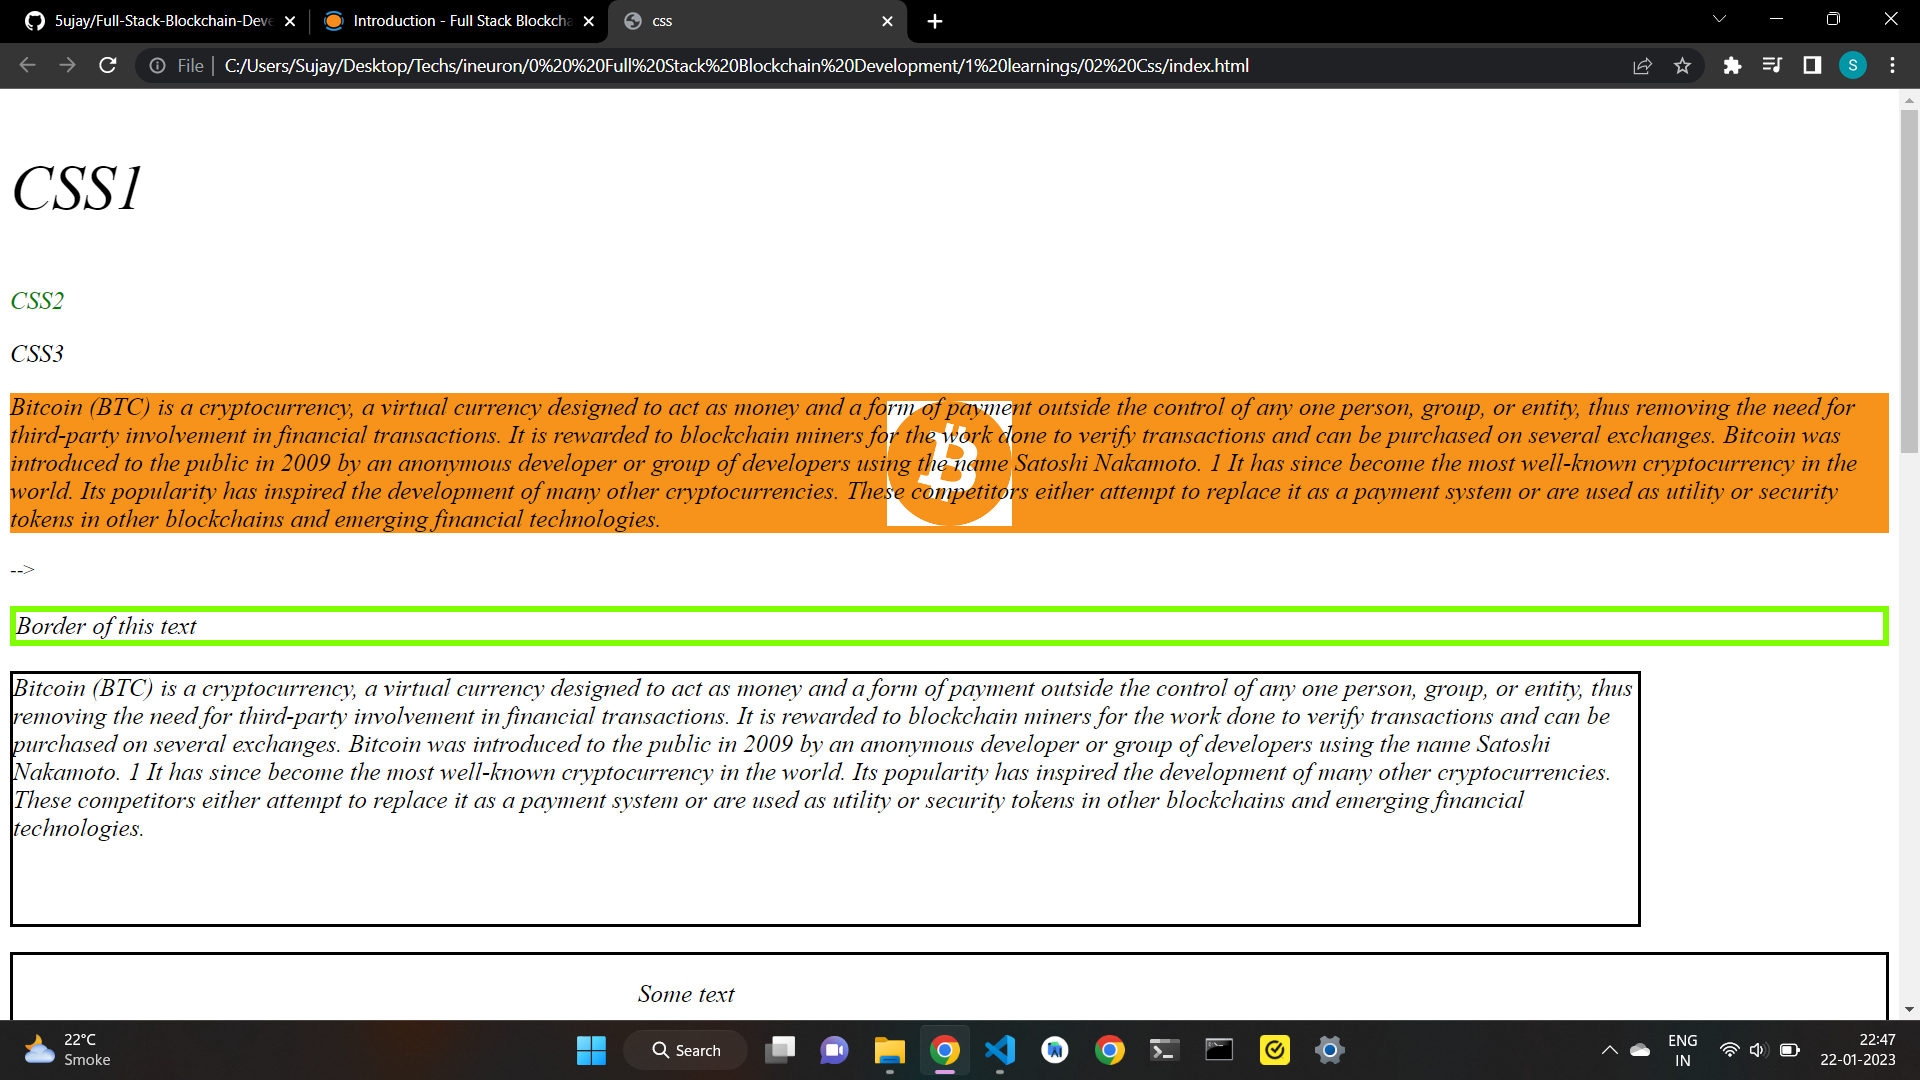 5ujay/Full-Stack-Blockchain-Deve
Introduction - Full Stack Blockcha
css
File
C:/Users/Sujay/Desktop/Techs/ineuron/0%20%20Full%20Stack%20Blockchain%20Development/1%20learnings/02%20Css/index.html
S
CSS1
CSS2
CSS3
Bitcoin (BTC) is a cryptocurrency, a virtual currency designed to act as money and a form of payment outside the control of any one person, group, or entity, thus removing the need for
third-party involvement in financial transactions. It is rewarded to blockchain miners for the work done to verify transactions and can be purchased on several exchanges. Bitcoin was
introduced to the public in 2009 by an anonymous developer or group of developers using the name Satoshi Nakamoto. 1 It has since become the most well-known cryptocurrency in the
world. Its popularity has inspired the development of many other cryptocurrencies. These competitors either attempt to replace it as a payment system or are used as utility or security
tokens in other blockchains and emerging financial technologies.
-->
Border of this text
Bitcoin (BTC) is a cryptocurrency, a virtual currency designed to act as money and a form of payment outside the control of any one person, group, or entity, thus
removing the need for third-party involvement in financial transactions. It is rewarded to blockchain miners for the work done to verify transactions and can be
purchased on several exchanges. Bitcoin was introduced to the public in 2009 by an anonymous developer or group of developers using the name Satoshi
Nakamoto. 1 It has since become the most well-known cryptocurrency in the world. Its popularity has inspired the development of many other cryptocurrencies.
These competitors either attempt to replace it as a payment system or are used as utility or security tokens in other blockchains and emerging financial
technologies.
Some text
22°C
Smoke
Search
ENG
IN
22:47
22-01-2023